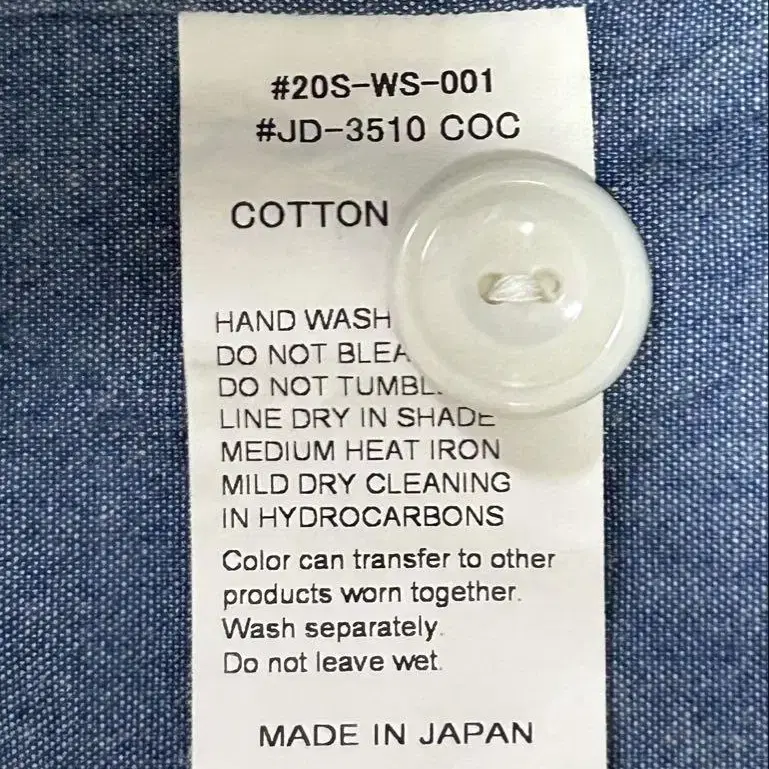 #20S-WS-001
#JD-3510 COC
COTTON
HAND WASH
DO NOT
DO NOT
LINE DRY IN SHADE
MEDIUM HEAT IRON
MILD DRY CLEANING
IN HYDROCARBONS
Color can transfer to other
products worn together.
Wash separately.
Do not leave wet.
MADE IN JAPAN